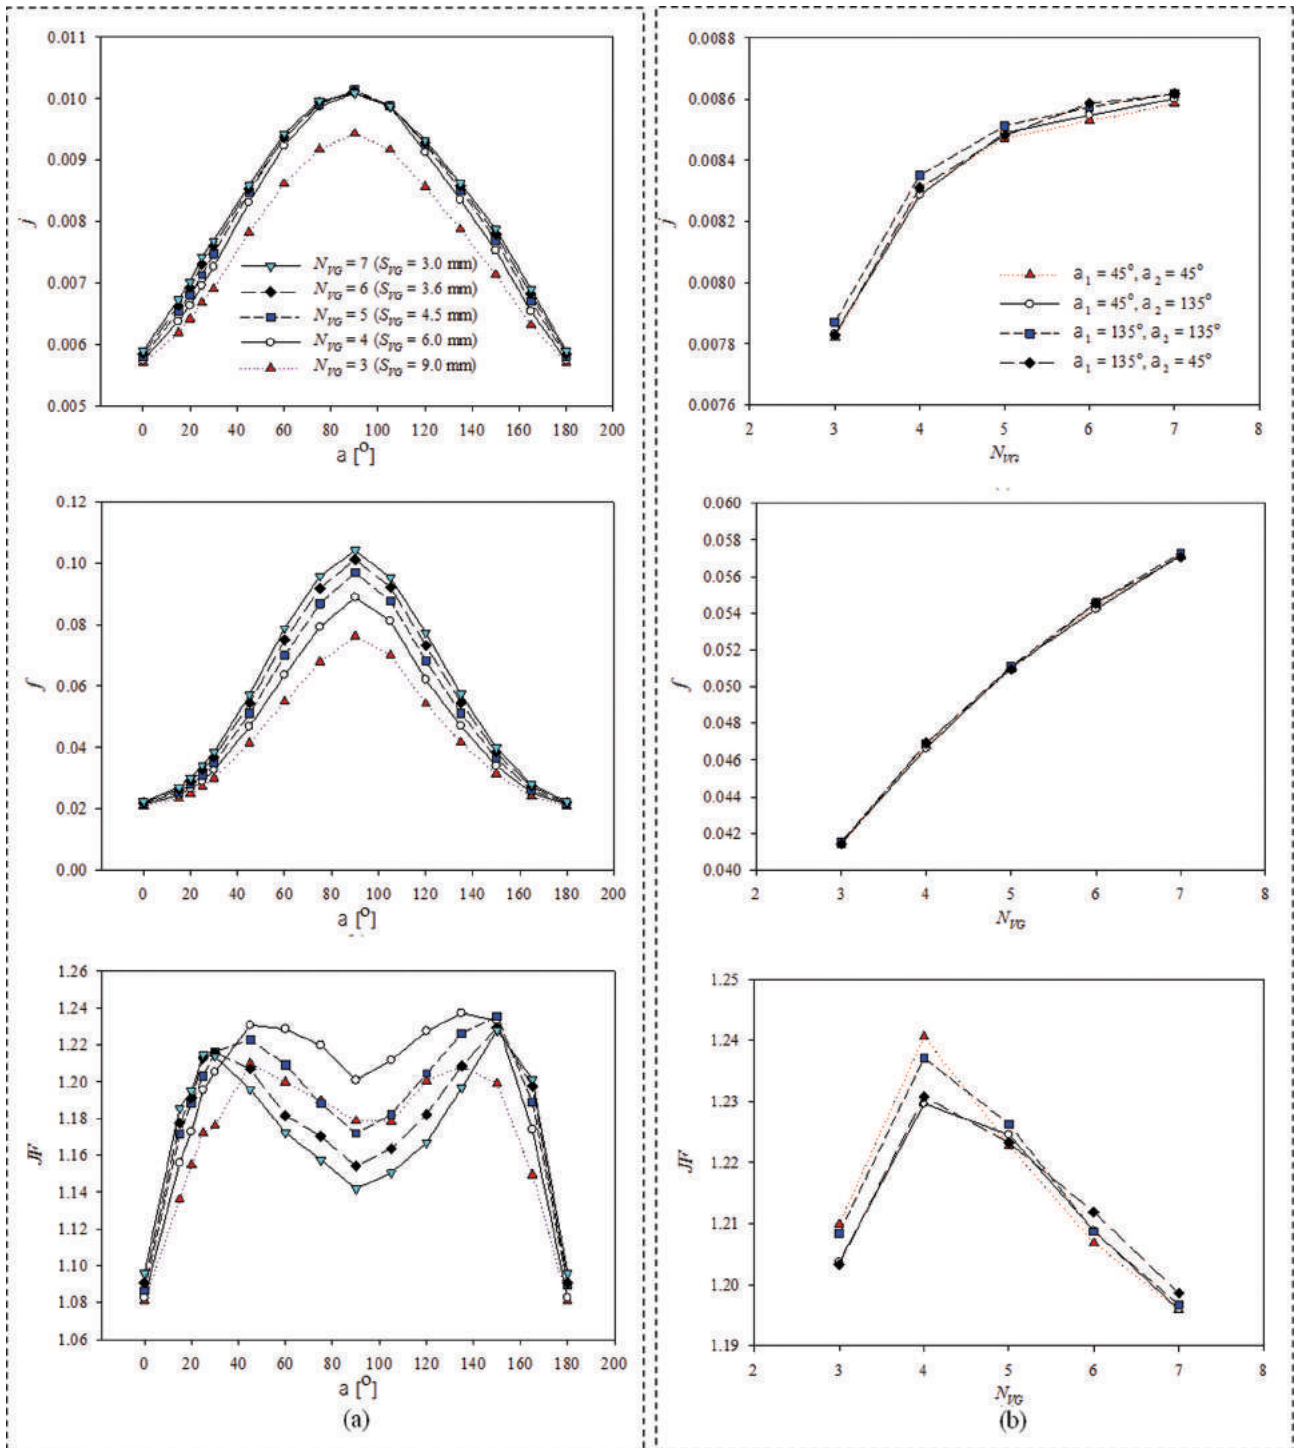 0.011
0.010
0.009
0.008
0.007
0.006
0.005
j
N_VG = 7 (S_VG = 3.0 mm)
N_VG = 6 (S_VG = 3.6 mm)
N_VG = 5 (S_VG = 4.5 mm)
N_VG = 4 (S_VG = 6.0 mm)
N_VG = 3 (S_VG = 9.0 mm)
0 20 40 60 80 100 120 140 160 180 200
a [°]
0.12
0.10
0.08
0.06
0.04
0.02
0.00
f
0 20 40 60 80 100 120 140 160 180 200
a [°]
1.26
1.24
1.22
1.20
1.18
1.16
1.14
1.12
1.10
1.08
1.06
JF
0 20 40 60 80 100 120 140 160 180 200
a [°]
(a)
0.0088
0.0086
0.0084
0.0082
0.0080
0.0078
0.0076
j
a₁ = 45°, a₂ = 45°
a₁ = 45°, a₂ = 135°
a₁ = 135°, a₂ = 135°
a₁ = 135°, a₂ = 45°
2 3 4 5 6 7 8
N_VG
0.060
0.058
0.056
0.054
0.052
0.050
0.048
0.046
0.044
0.042
0.040
f
2 3 4 5 6 7 8
N_VG
1.25
1.24
1.23
1.22
1.21
1.20
1.19
JF
2 3 4 5 6 7 8
N_VG
(b)